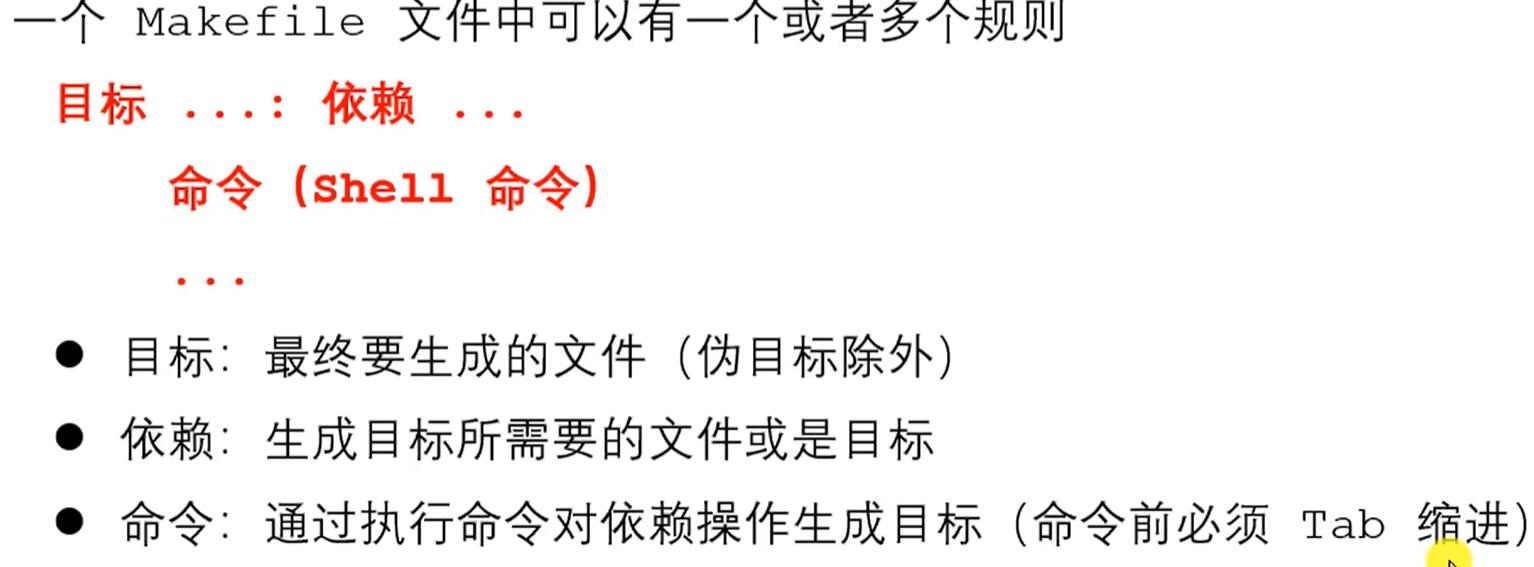 一个 Makefile 文件中可以有一个或者多个规则
目标 ...: 依赖 ...
命令（Shell 命令）
...
● 目标：最终要生成的文件（伪目标除外）
● 依赖：生成目标所需要的文件或是目标
● 命令：通过执行命令对依赖操作生成目标（命令前必须 Tab 缩进）